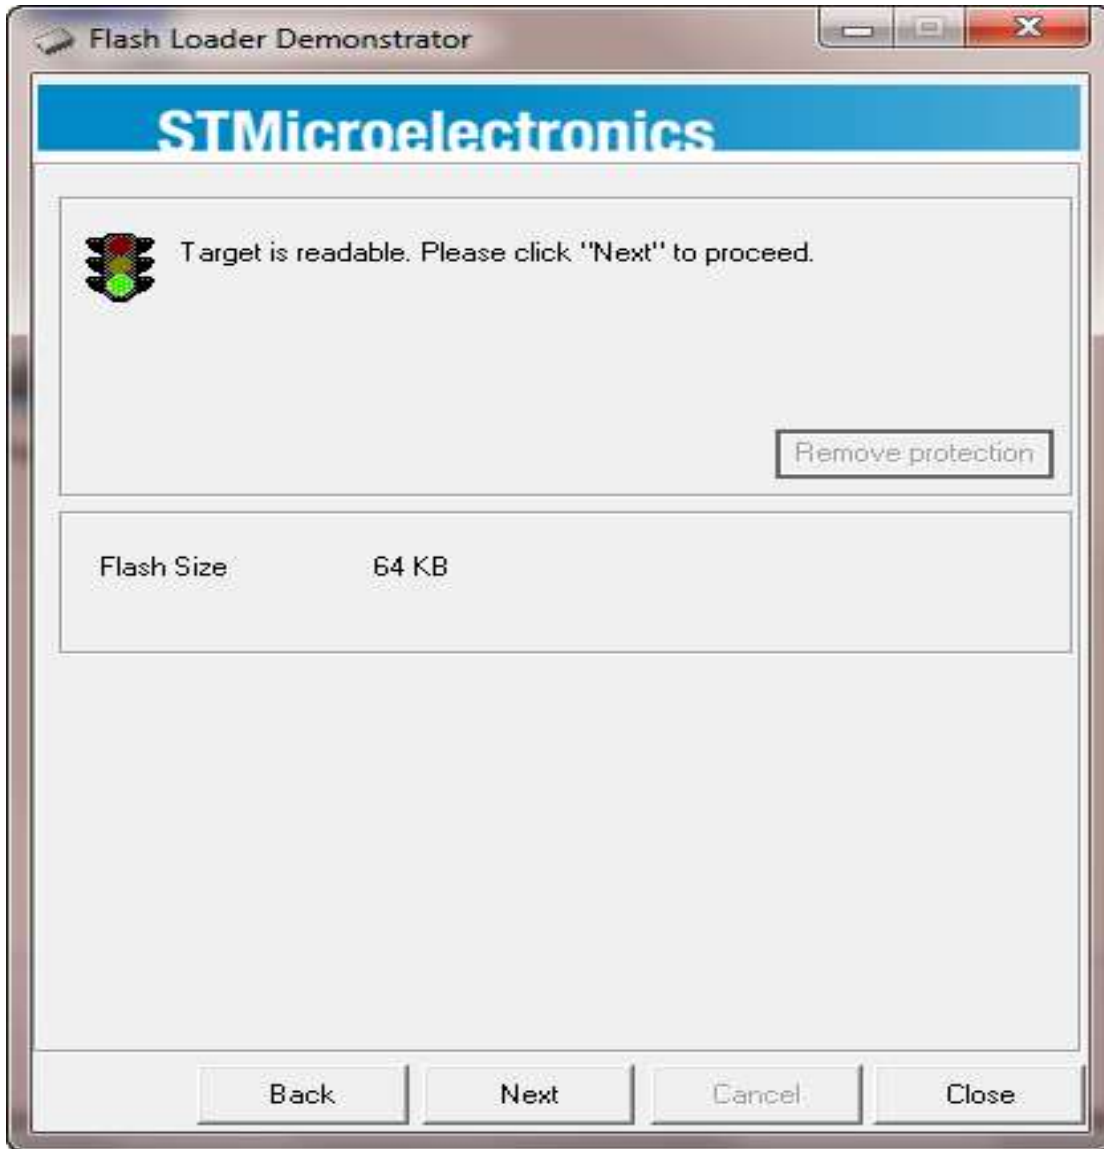 Flash Loader Demonstrator
STMicroelectronics
Target is readable. Please click "Next" to proceed.
Remove protection
Flash Size 64 KB
Back Next Cancel Close